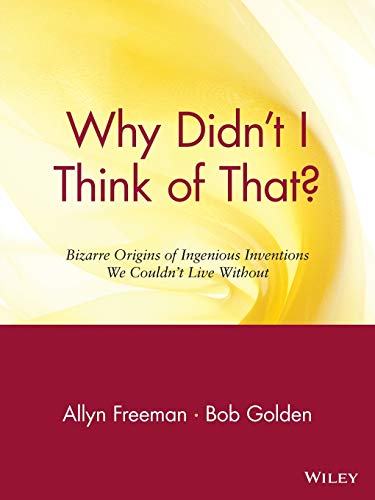 Why Didn't I
Think of That?
Bizarre Origins of Ingenious Inventions
We Couldn't Live Without
Allyn Freeman • Bob Golden
WILEY